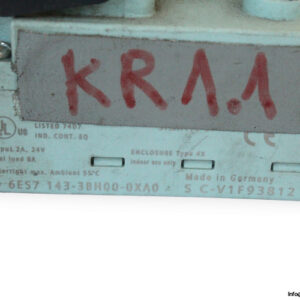 KR1.1
LISTED 7407
IND. CONT. EQ
2A, 24V
ENCLOSURE Type 4X
indoor use only
max. Ambient 55°C
Made in Germany
6ES7 143-3BH00-0XA0
S C-V1F93812